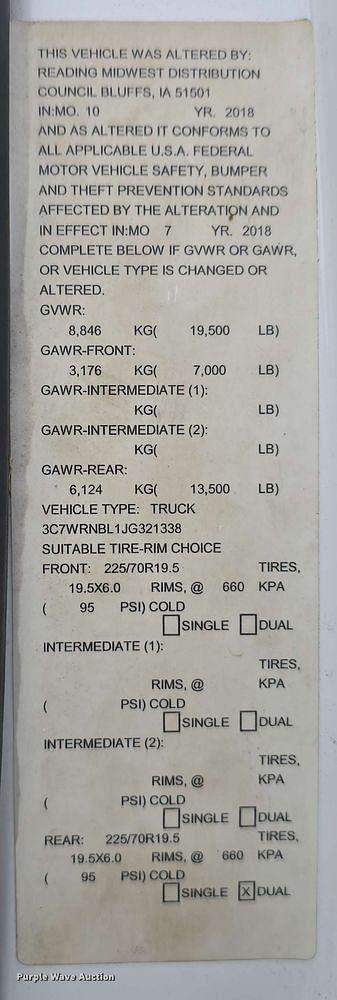 THIS VEHICLE WAS ALTERED BY:
READING MIDWEST DISTRIBUTION
COUNCIL BLUFFS, IA 51501
IN:MO. 10 YR. 2018
AND AS ALTERED IT CONFORMS TO
ALL APPLICABLE U.S.A. FEDERAL
MOTOR VEHICLE SAFETY, BUMPER
AND THEFT PREVENTION STANDARDS
AFFECTED BY THE ALTERATION AND
IN EFFECT IN:MO 7 YR. 2018
COMPLETE BELOW IF GVWR OR GAWR,
OR VEHICLE TYPE IS CHANGED OR
ALTERED.
GVWR:
8,846 KG( 19,500 LB)
GAWR-FRONT:
3,176 KG( 7,000 LB)
GAWR-INTERMEDIATE (1):
KG( LB)
GAWR-INTERMEDIATE (2):
KG( LB)
GAWR-REAR:
6,124 KG( 13,500 LB)
VEHICLE TYPE: TRUCK
3C7WRNBL1JG321338
SUITABLE TIRE-RIM CHOICE
FRONT: 225/70R19.5 TIRES,
19.5X6.0 RIMS, @ 660 KPA
( 95 PSI) COLD
SINGLE DUAL
INTERMEDIATE (1):
TIRES,
RIMS, @ KPA
( PSI) COLD
SINGLE DUAL
INTERMEDIATE (2):
TIRES,
RIMS, @ KPA
( PSI) COLD
SINGLE DUAL
REAR: 225/70R19.5 TIRES,
19.5X6.0 RIMS, @ 660 KPA
( 95 PSI) COLD
SINGLE X DUAL
Purple Wave Auction